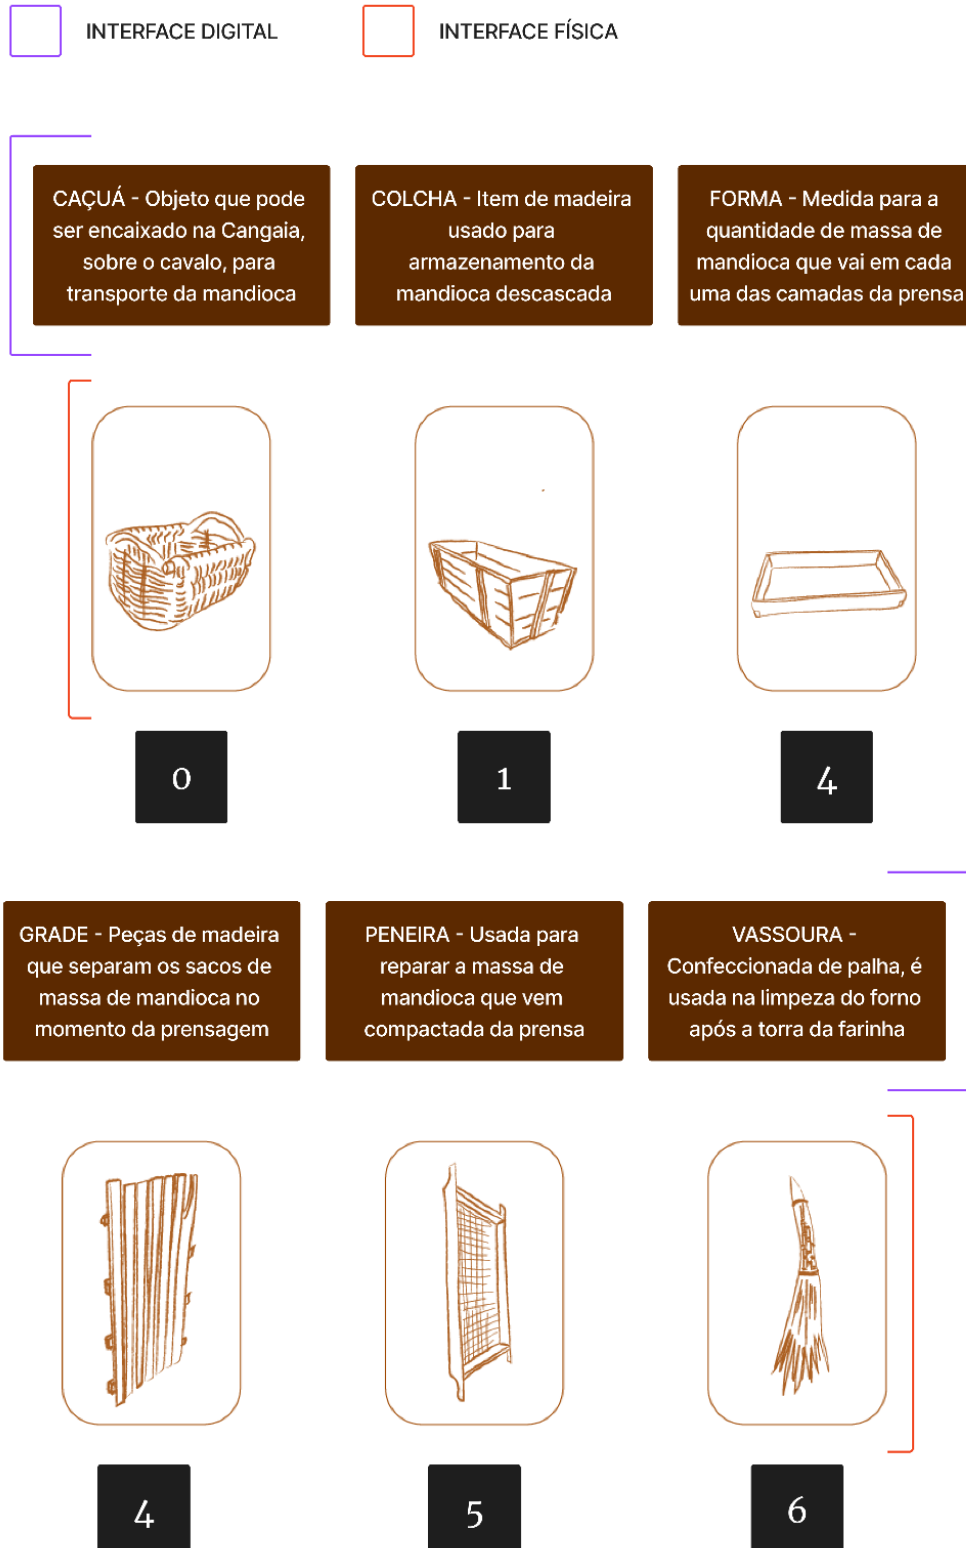 INTERFACE DIGITAL
INTERFACE FÍSICA
CAÇUÁ - Objeto que pode
ser encaixado na Cangaia,
sobre o cavalo, para
transporte da mandioca
COLCHA - Item de madeira
usado para
armazenamento da
mandioca descascada
FORMA - Medida para a
quantidade de massa de
mandioca que vai em cada
uma das camadas da prensa
0
1
4
GRADE - Peças de madeira
que separam os sacos de
massa de mandioca no
momento da prensagem
PENEIRA - Usada para
reparar a massa de
mandioca que vem
compactada da prensa
VASSOURA -
Confeccionada de palha, é
usada na limpeza do forno
após a torra da farinha
4
5
6